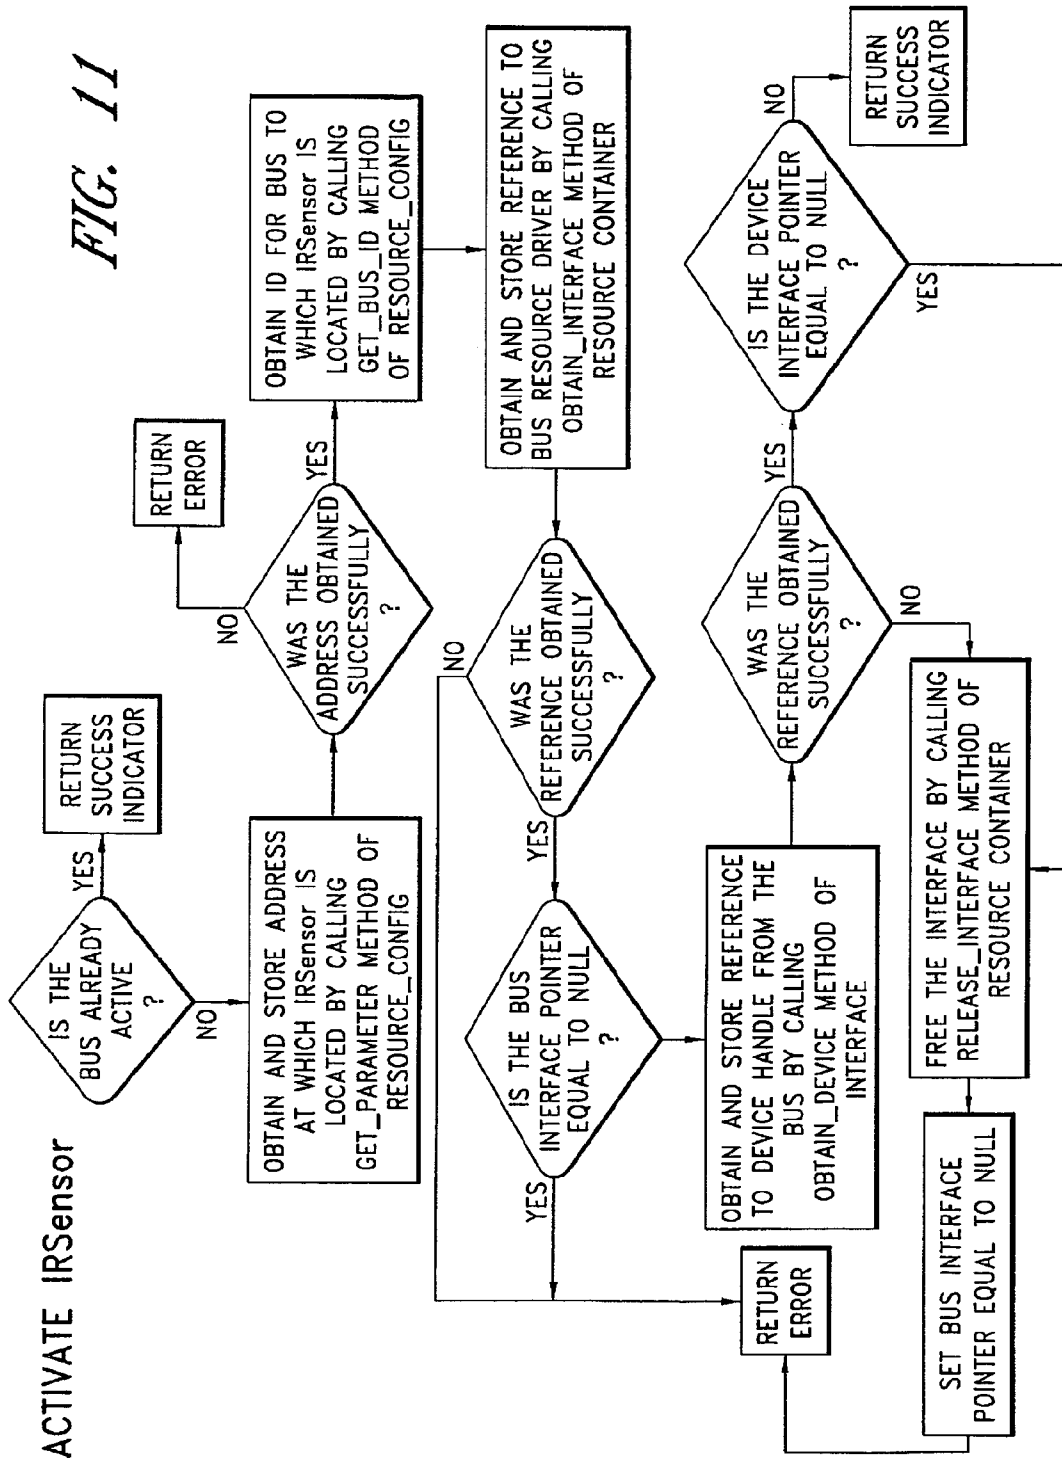 FIG. 11
ACTIVATE IRSensor
IS THE
BUS ALREADY
ACTIVE
?
YES
RETURN
SUCCESS
INDICATOR
NO
OBTAIN AND STORE ADDRESS
AT WHICH IRSensor IS
LOCATED BY CALLING
GET_PARAMETER METHOD OF
RESOURCE_CONFIG
WAS THE
ADDRESS OBTAINED
SUCCESSFULLY
?
NO
RETURN
ERROR
YES
OBTAIN ID FOR BUS TO
WHICH IRSensor IS
LOCATED BY CALLING
GET_BUS_ID METHOD
OF RESOURCE_CONFIG
OBTAIN AND STORE REFERENCE TO
BUS RESOURCE DRIVER BY CALLING
OBTAIN_INTERFACE METHOD OF
RESOURCE CONTAINER
WAS THE
REFERENCE OBTAINED
SUCCESSFULLY
?
NO
YES
IS THE BUS
INTERFACE POINTER
EQUAL TO NULL
?
YES
RETURN
ERROR
OBTAIN AND STORE REFERENCE
TO DEVICE HANDLE FROM THE
BUS BY CALLING
OBTAIN_DEVICE METHOD OF
INTERFACE
WAS THE
REFERENCE OBTAINED
SUCCESSFULLY
?
YES
NO
IS THE DEVICE
INTERFACE POINTER
EQUAL TO NULL
?
NO
RETURN
SUCCESS
INDICATOR
YES
FREE THE INTERFACE BY CALLING
RELEASE_INTERFACE METHOD OF
RESOURCE CONTAINER
SET BUS INTERFACE
POINTER EQUAL TO NULL